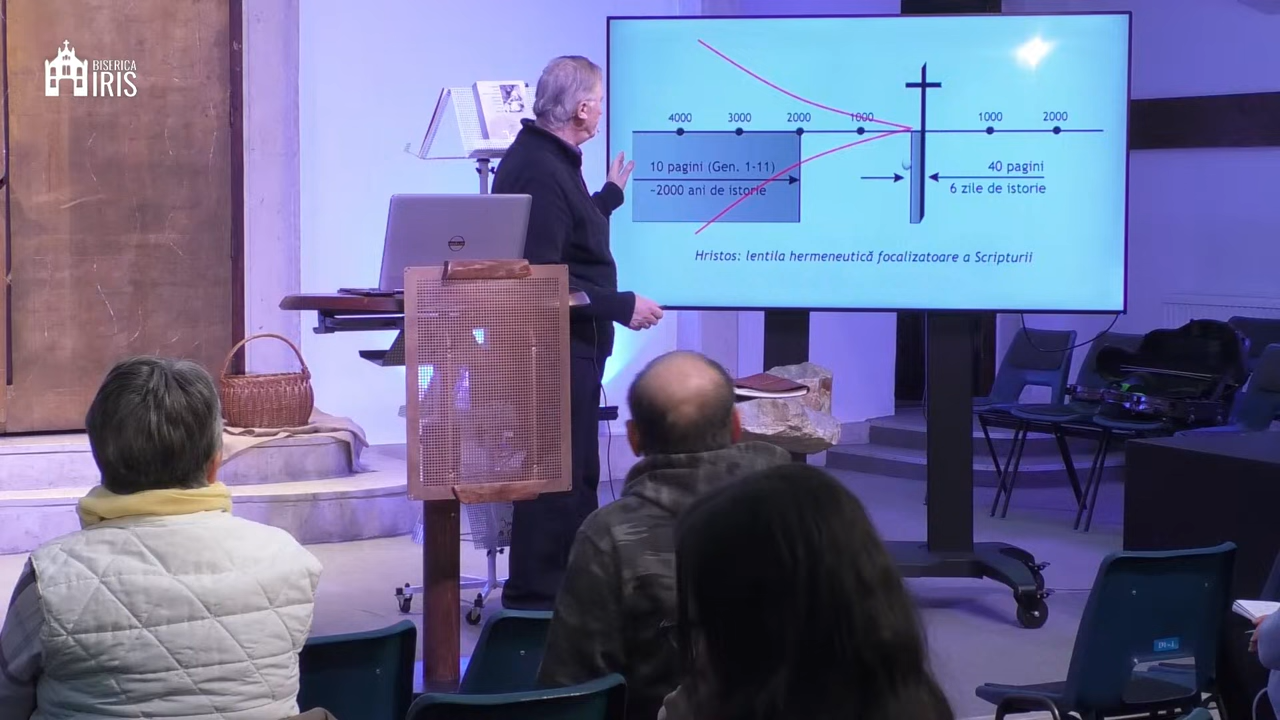 BISERICA
IRIS
4000 3000 2000 1000 1000 2000
10 pagini (Gen. 1-11)
~2000 ani de istorie
40 pagini
6 zile de istorie
Hristos: lentila hermeneutică focalizatoare a Scripturii